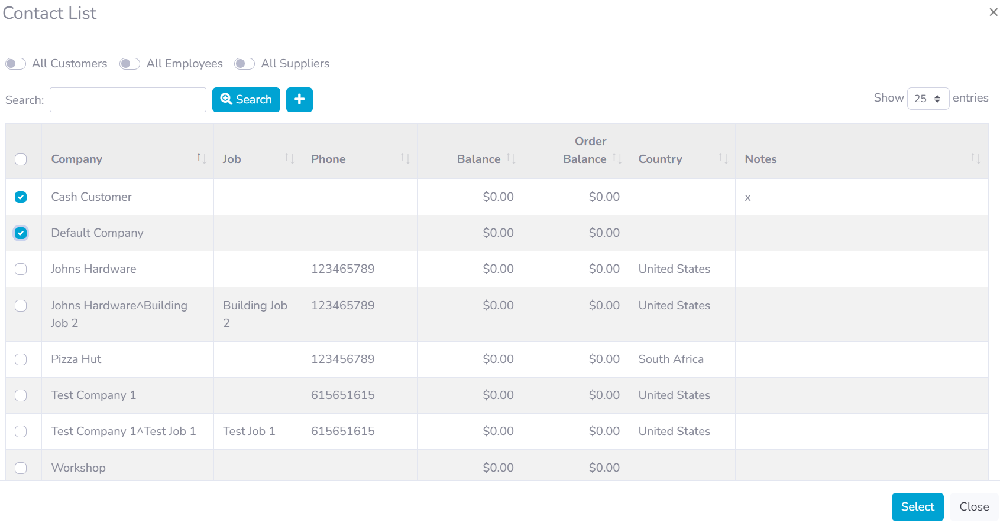 Contact List
All Customers All Employees All Suppliers
Search: Search Show 25 entries
Order
Company Job Phone Balance Balance Country Notes
Cash Customer $0.00 $0.00 x
Default Company $0.00 $0.00
Johns Hardware 123465789 $0.00 $0.00 United States
Johns Hardware^Building Building Job 123465789 $0.00 $0.00 United States
Job 2 2
Pizza Hut 123456789 $0.00 $0.00 South Africa
Test Company 1 615651615 $0.00 $0.00 United States
Test Company 1^Test Job 1 Test Job 1 615651615 $0.00 $0.00 United States
Workshop $0.00 $0.00
Select Close